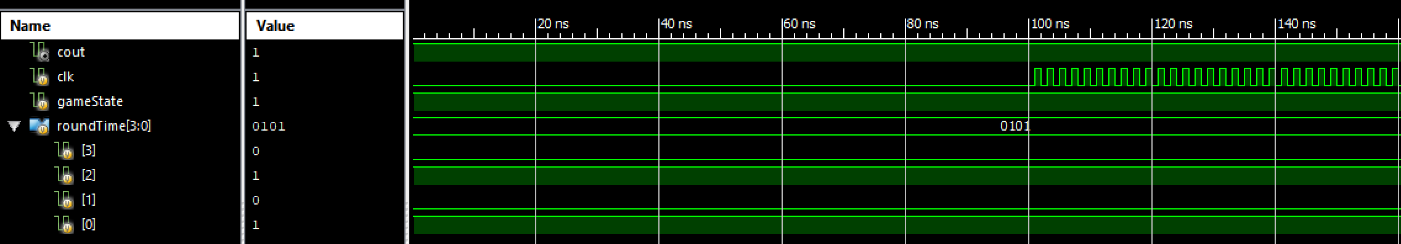 Name Value 20 ns 40 ns 60 ns 80 ns 100 ns 120 ns 140 ns
cout 1
clk 1
gameState 1
roundTime[3:0] 0101 0101
[3] 0
[2] 1
[1] 0
[0] 1